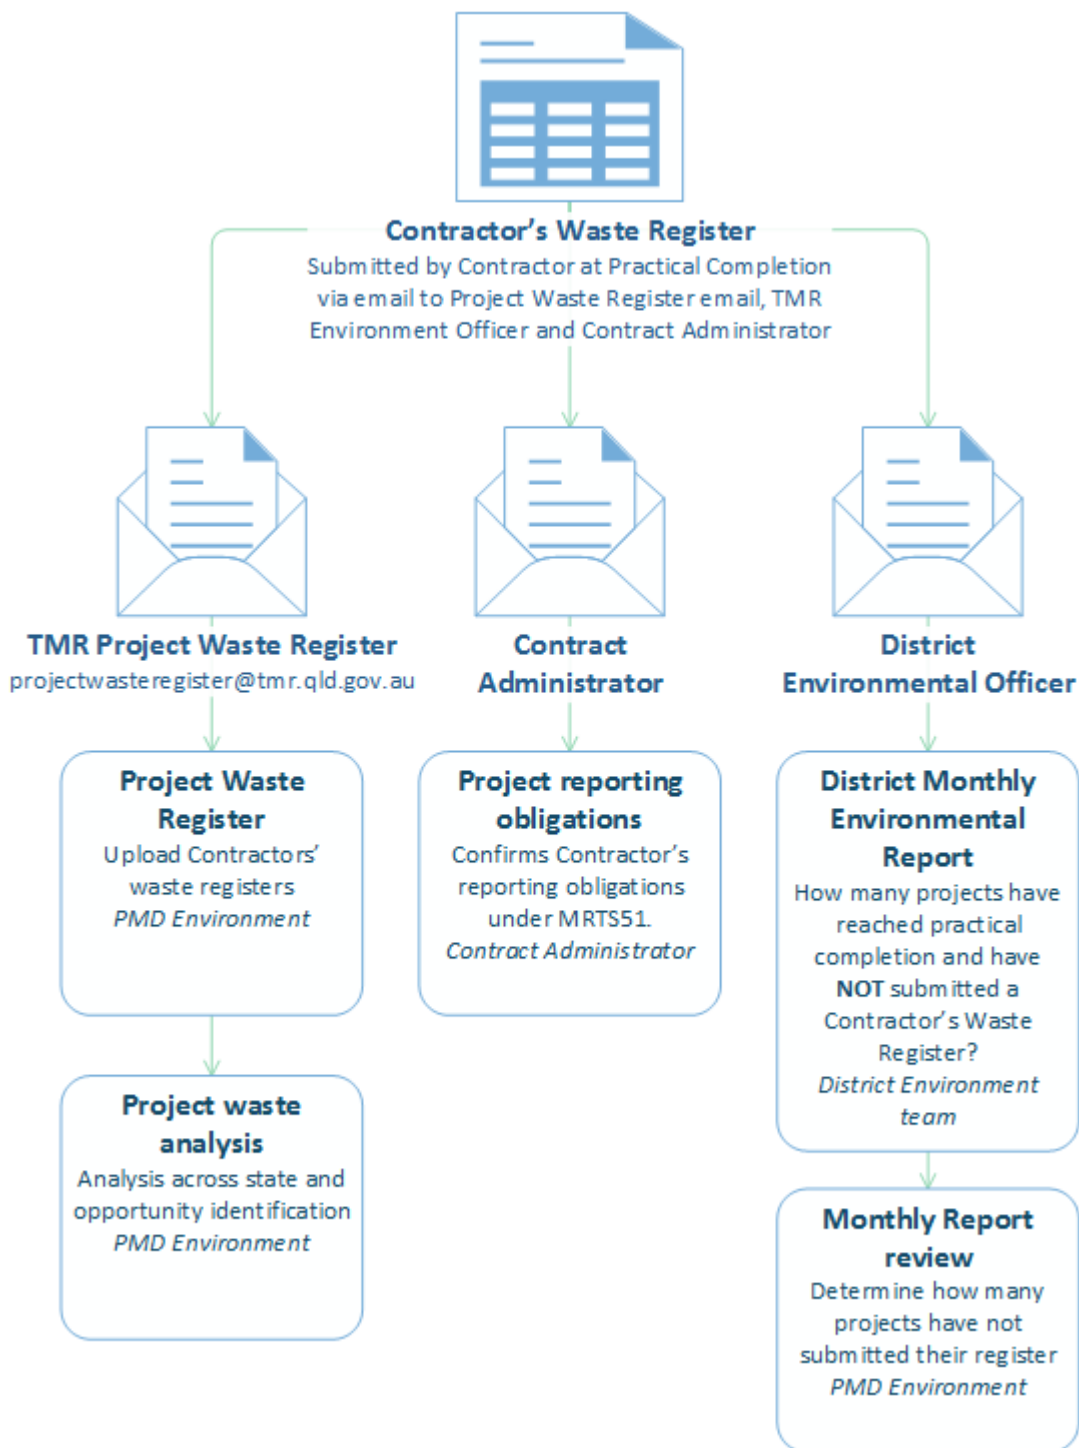 Contractor’s Waste Register
Submitted by Contractor at Practical Completion
via email to Project Waste Register email, TMR
Environment Officer and Contract Administrator
TMR Project Waste Register
projectwasteregister@tmr.qld.gov.au
Contract
Administrator
District
Environmental Officer
Project Waste
Register
Upload Contractors’
waste registers
PMD Environment
Project reporting
obligations
Confirms Contractor’s
reporting obligations
under MRTS51.
Contract Administrator
District Monthly
Environmental
Report
How many projects have
reached practical
completion and have
NOT submitted a
Contractor’s Waste
Register?
District Environment
team
Project waste
analysis
Analysis across state and
opportunity identification
PMD Environment
Monthly Report
review
Determine how many
projects have not
submitted their register
PMD Environment